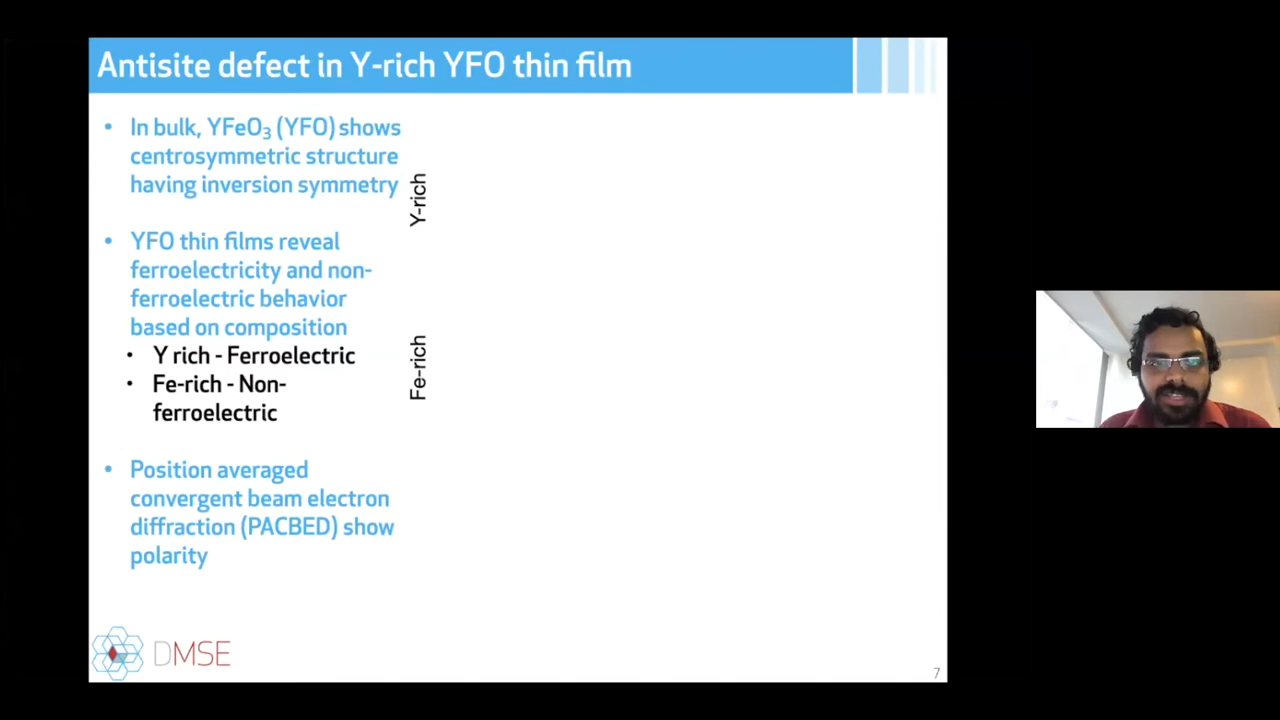 Antisite defect in Y-rich YFO thin film
• In bulk, YFeO₃ (YFO) shows
centrosymmetric structure
having inversion symmetry
Y-rich
• YFO thin films reveal
ferroelectricity and non-
ferroelectric behavior
based on composition
• Y rich - Ferroelectric
• Fe-rich - Non-
ferroelectric
Fe-rich
• Position averaged
convergent beam electron
diffraction (PACBED) show
polarity
DMSE
7